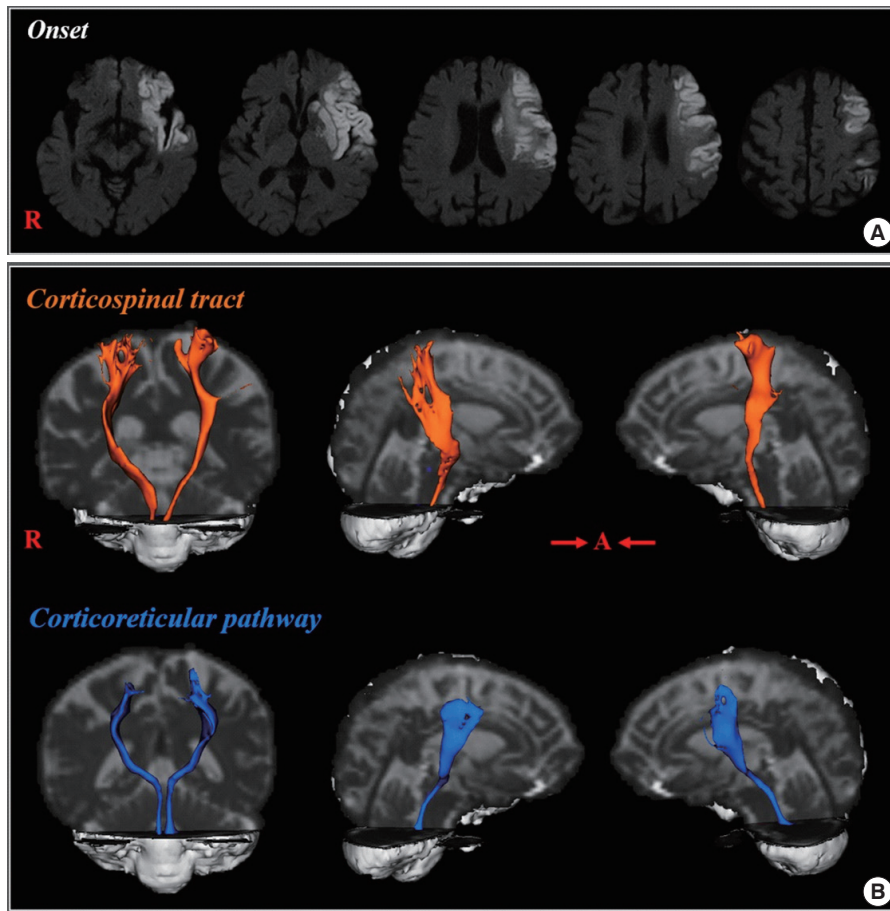 Onset
R
A
Corticospinal tract
R
→ A ←
Corticoreticular pathway
B